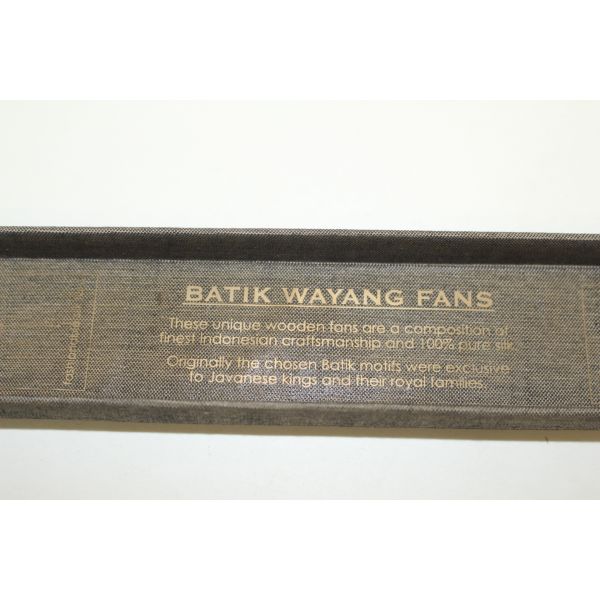 BATIK WAYANG FANS
These unique wooden fans are a composition of
finest Indonesian craftsmanship and 100% pure silk.
Originally the chosen Batik motifs were exclusive
to Javanese kings and their royal families.